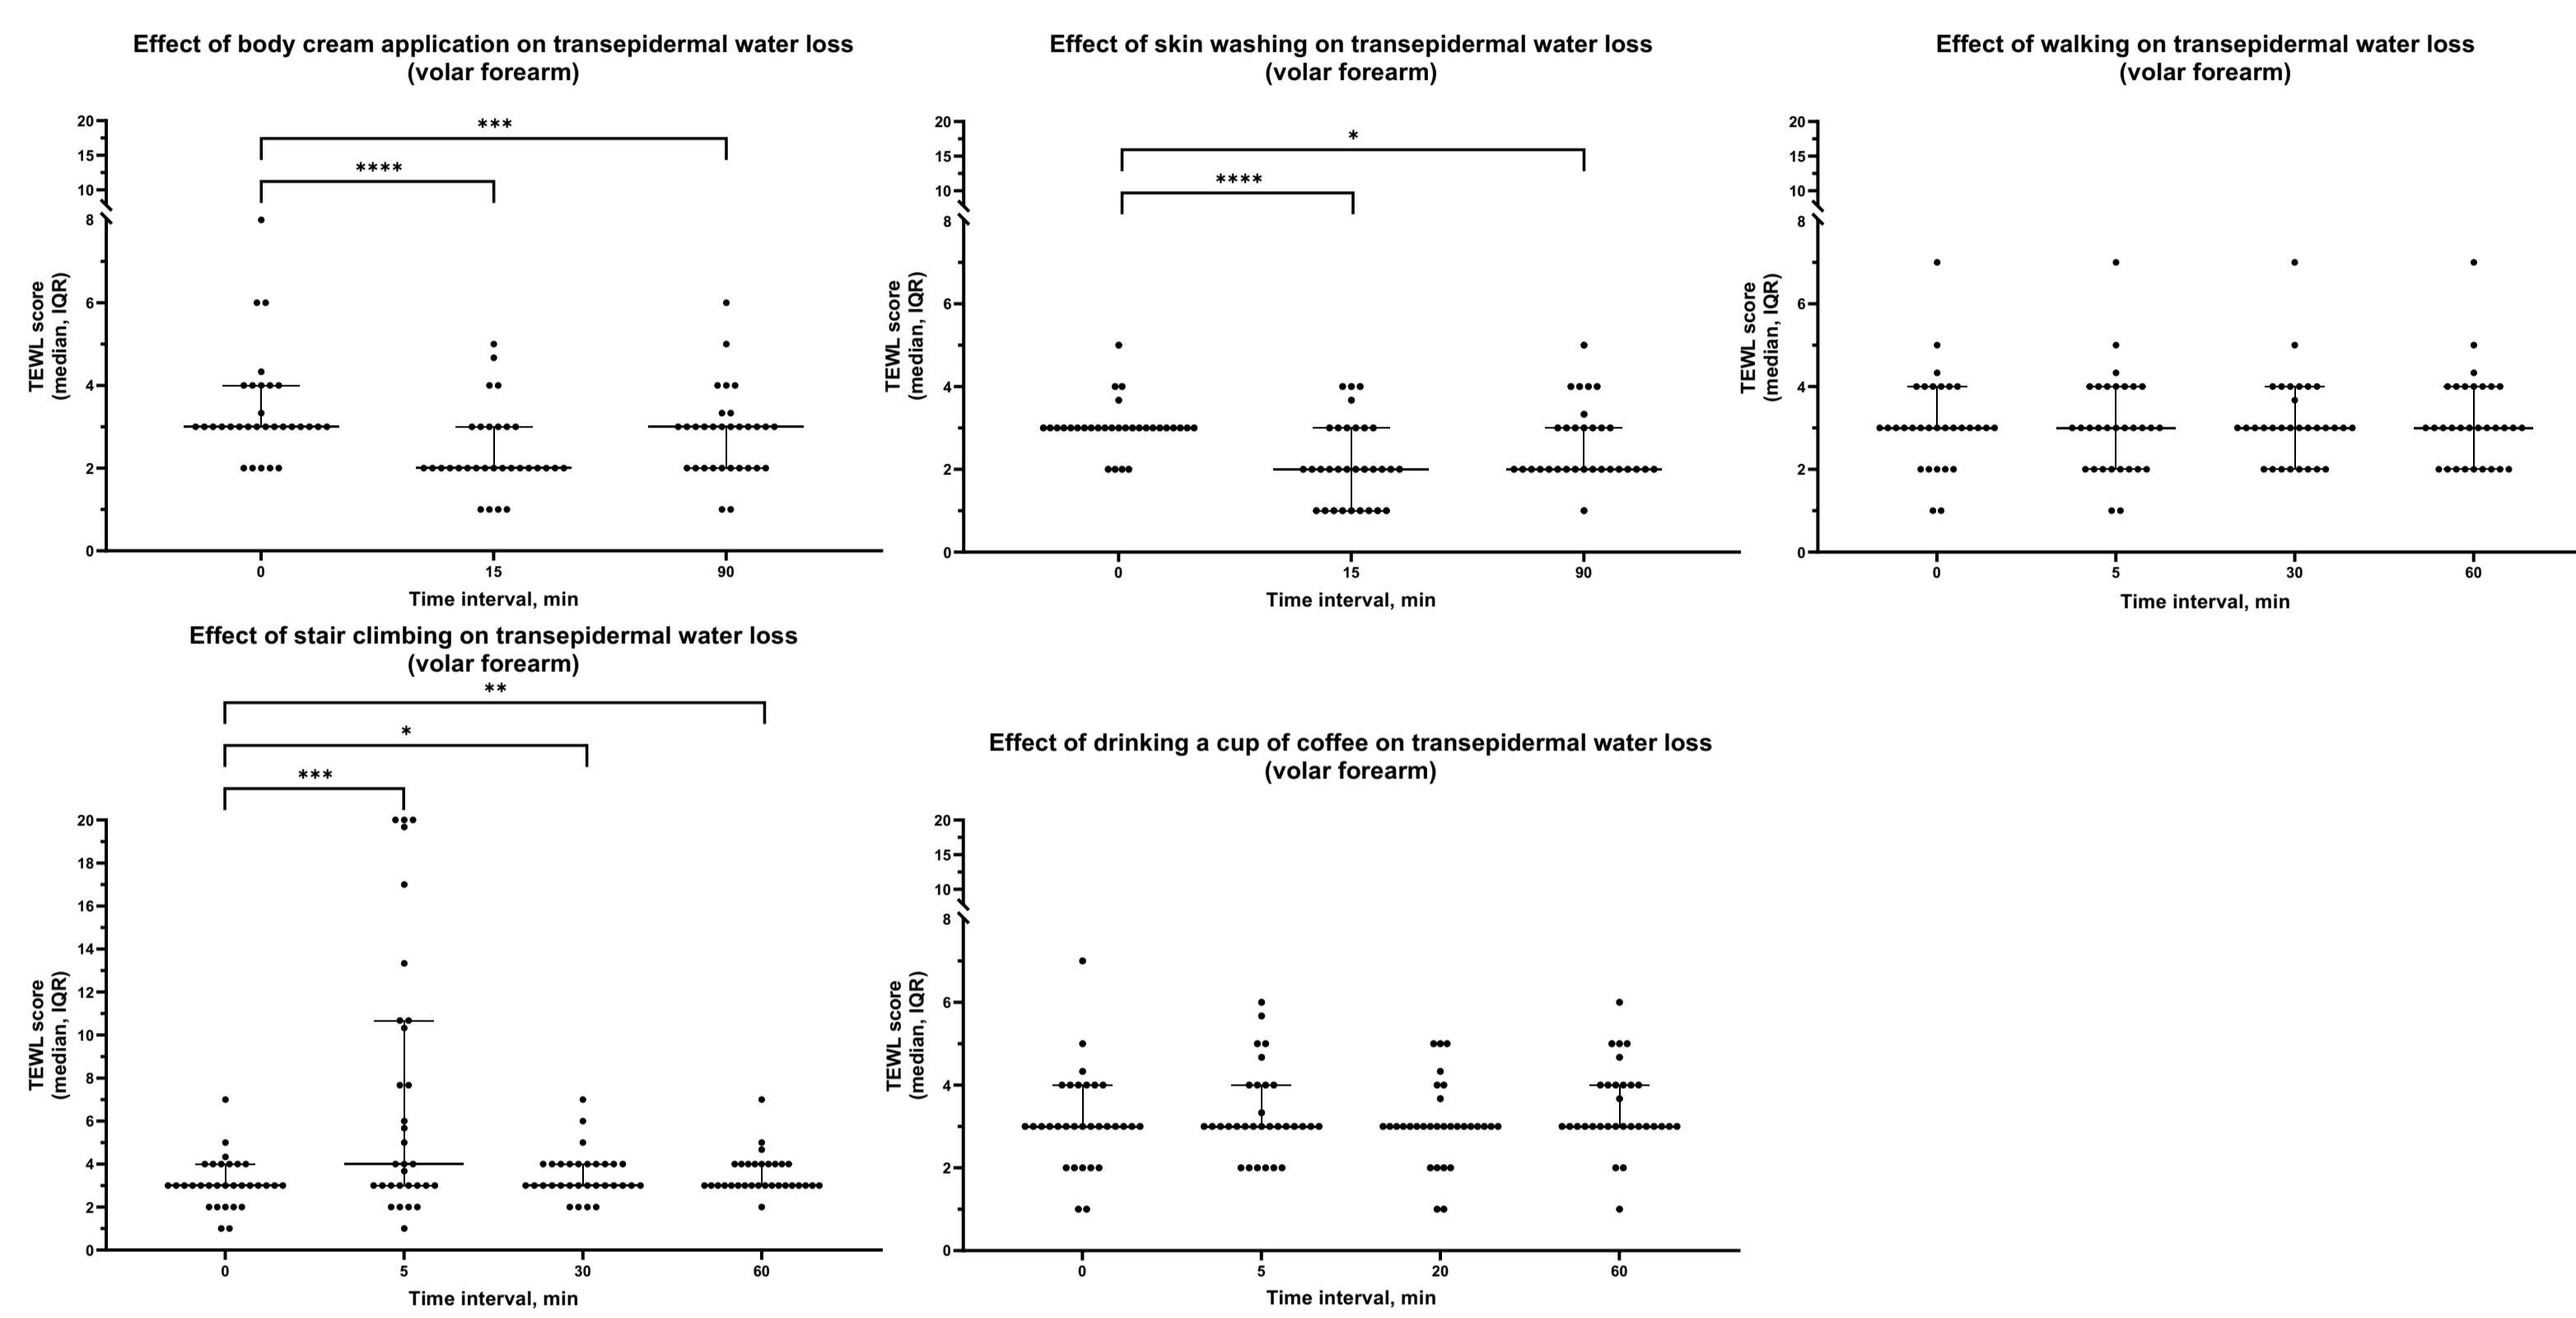 Effect of body cream application on transepidermal water loss
(volar forearm)
***
****
20
15
10
8
6
4
2
0
TEWL score
(median, IQR)
0 15 90
Time interval, min
Effect of skin washing on transepidermal water loss
(volar forearm)
*
****
20
15
10
8
6
4
2
0
TEWL score
(median, IQR)
0 15 90
Time interval, min
Effect of walking on transepidermal water loss
(volar forearm)
20
15
10
8
6
4
2
0
TEWL score
(median, IQR)
0 5 30 60
Time interval, min
Effect of stair climbing on transepidermal water loss
(volar forearm)
**
*
***
20
18
16
14
12
10
8
6
4
2
0
TEWL score
(median, IQR)
0 5 30 60
Time interval, min
Effect of drinking a cup of coffee on transepidermal water loss
(volar forearm)
20
15
10
8
6
4
2
0
TEWL score
(median, IQR)
0 5 20 60
Time interval, min